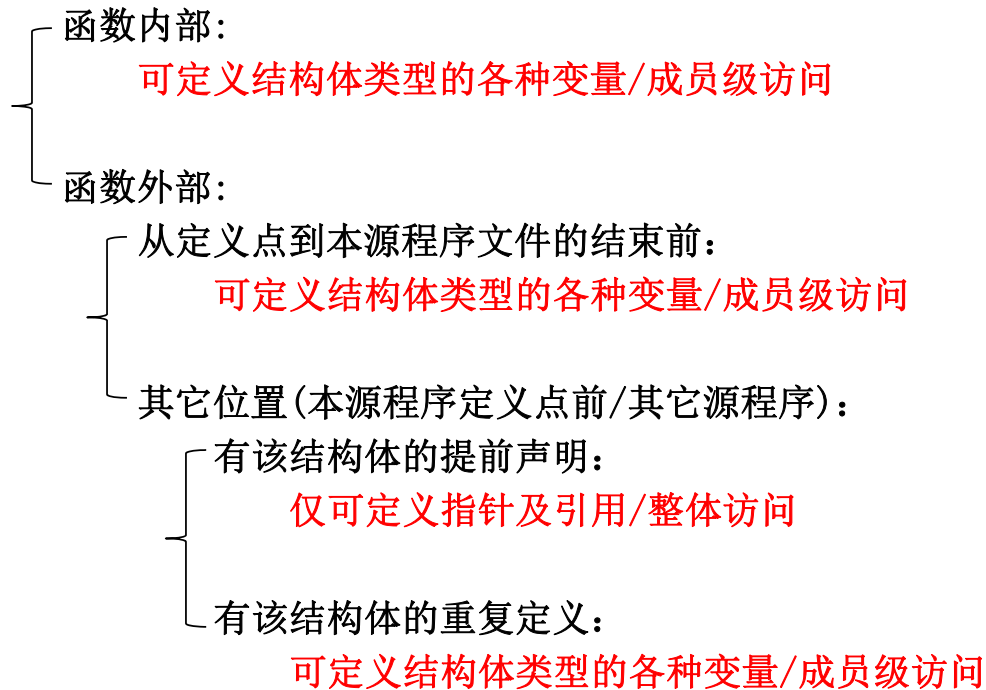 函数内部:
可定义结构体类型的各种变量/成员级访问
函数外部:
从定义点到本源程序文件的结束前：
可定义结构体类型的各种变量/成员级访问
其它位置(本源程序定义点前/其它源程序)：
有该结构体的提前声明：
仅可定义指针及引用/整体访问
有该结构体的重复定义：
可定义结构体类型的各种变量/成员级访问